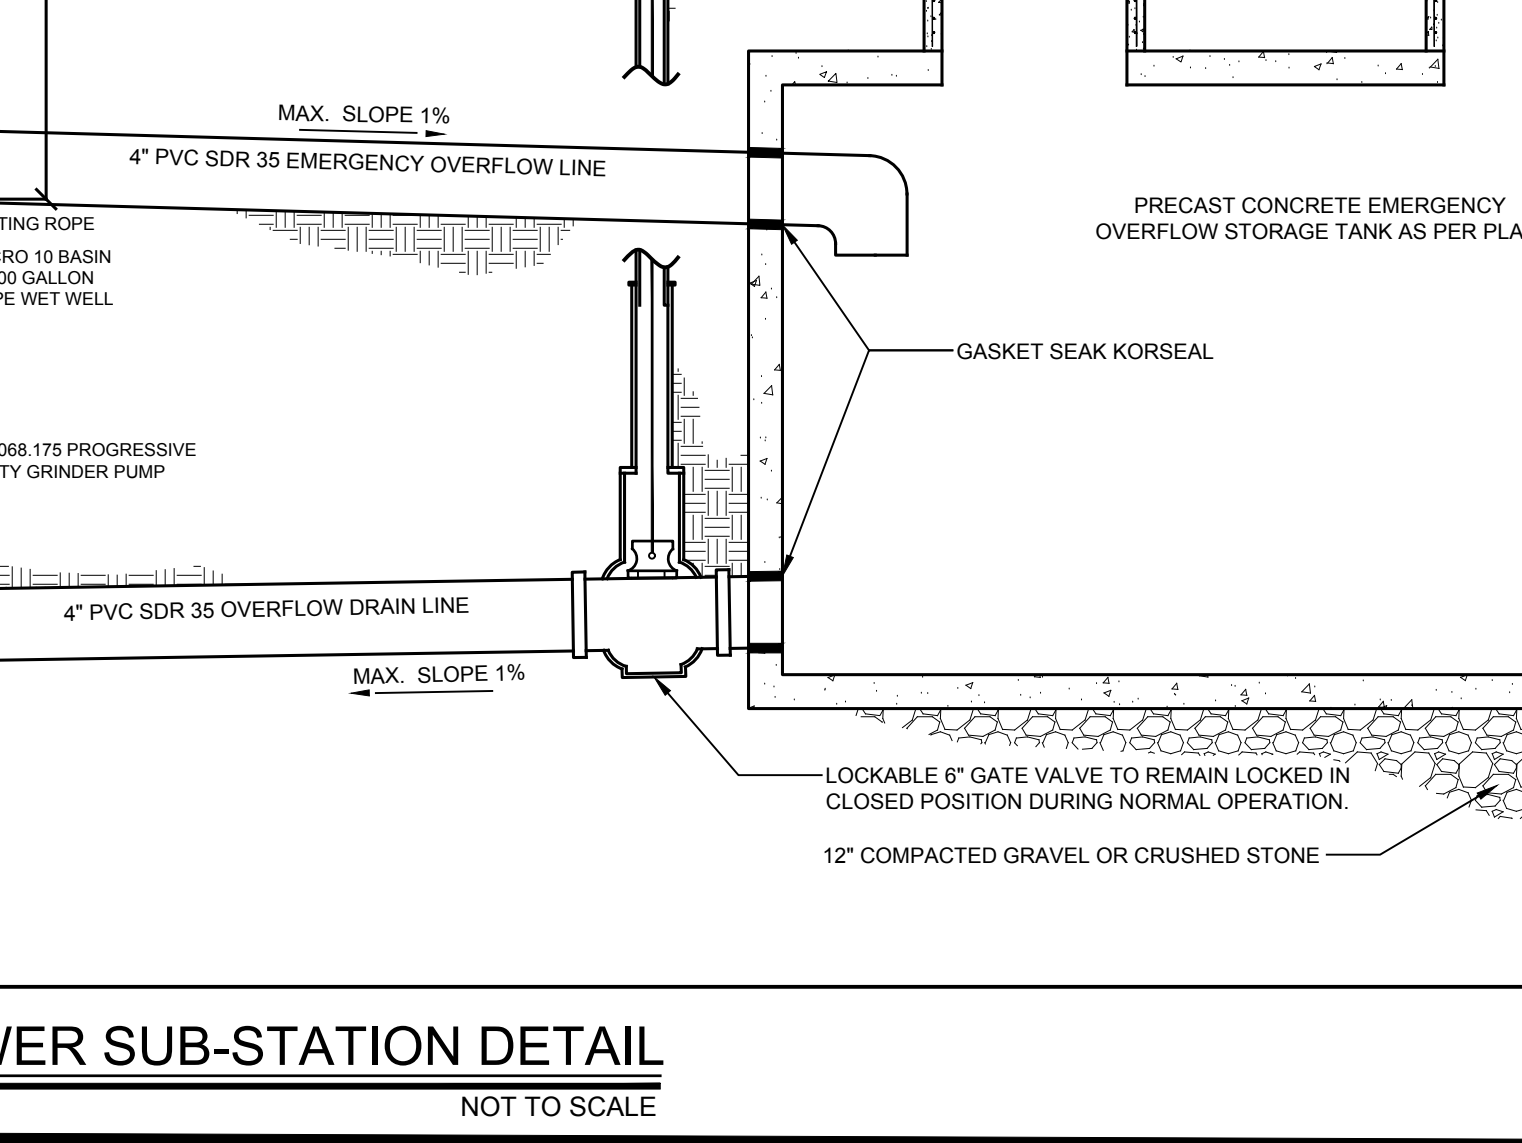 MAX. SLOPE 1%
4" PVC SDR 35 EMERGENCY OVERFLOW LINE
TING ROPE
CRO 10 BASIN
00 GALLON
PE WET WELL
PRECAST CONCRETE EMERGENCY
OVERFLOW STORAGE TANK AS PER PLA
GASKET SEAK KORSEAL
068.175 PROGRESSIVE
TY GRINDER PUMP
4" PVC SDR 35 OVERFLOW DRAIN LINE
MAX. SLOPE 1%
LOCKABLE 6" GATE VALVE TO REMAIN LOCKED IN
CLOSED POSITION DURING NORMAL OPERATION.
12" COMPACTED GRAVEL OR CRUSHED STONE
WER SUB-STATION DETAIL
NOT TO SCALE